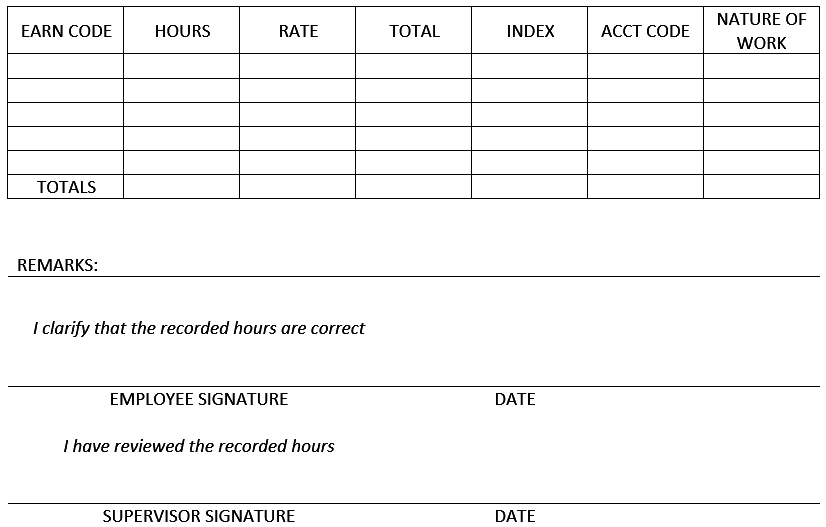 EARN CODE HOURS RATE TOTAL INDEX ACCT CODE NATURE OF WORK
TOTALS
REMARKS:
I clarify that the recorded hours are correct
EMPLOYEE SIGNATURE DATE
I have reviewed the recorded hours
SUPERVISOR SIGNATURE DATE